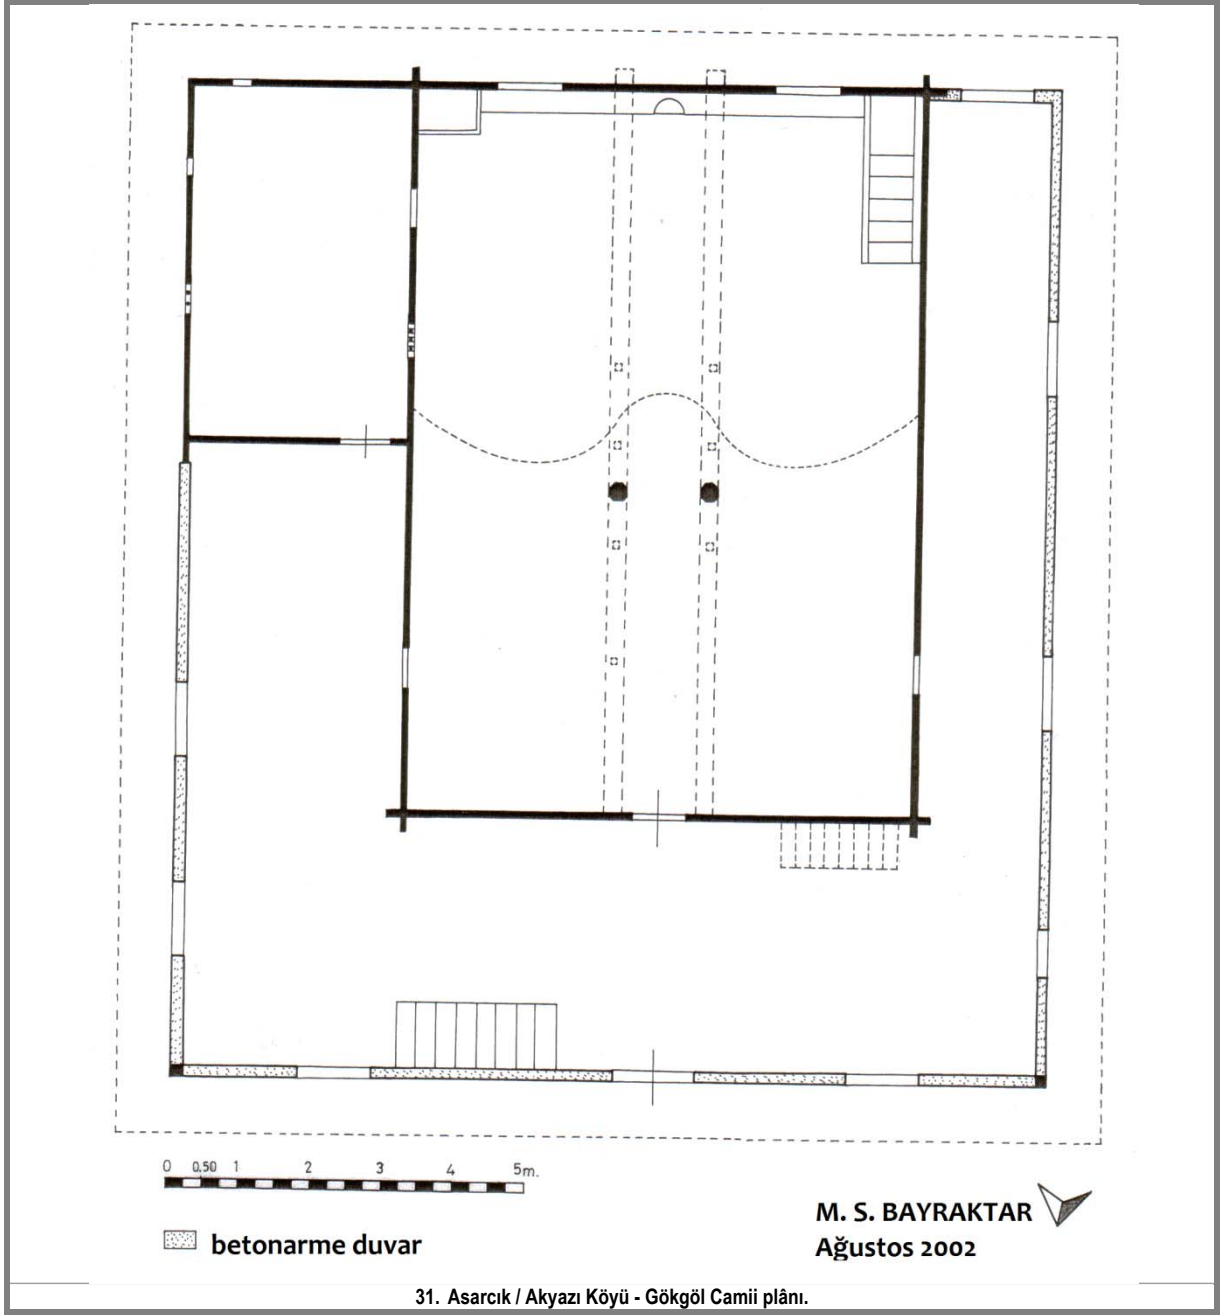 0 0.50 1 2 3 4 5m.
betonarme duvar
M. S. BAYRAKTAR
Ağustos 2002
31. Asarcık / Akyazı Köyü - Gökgöl Camii plânı.